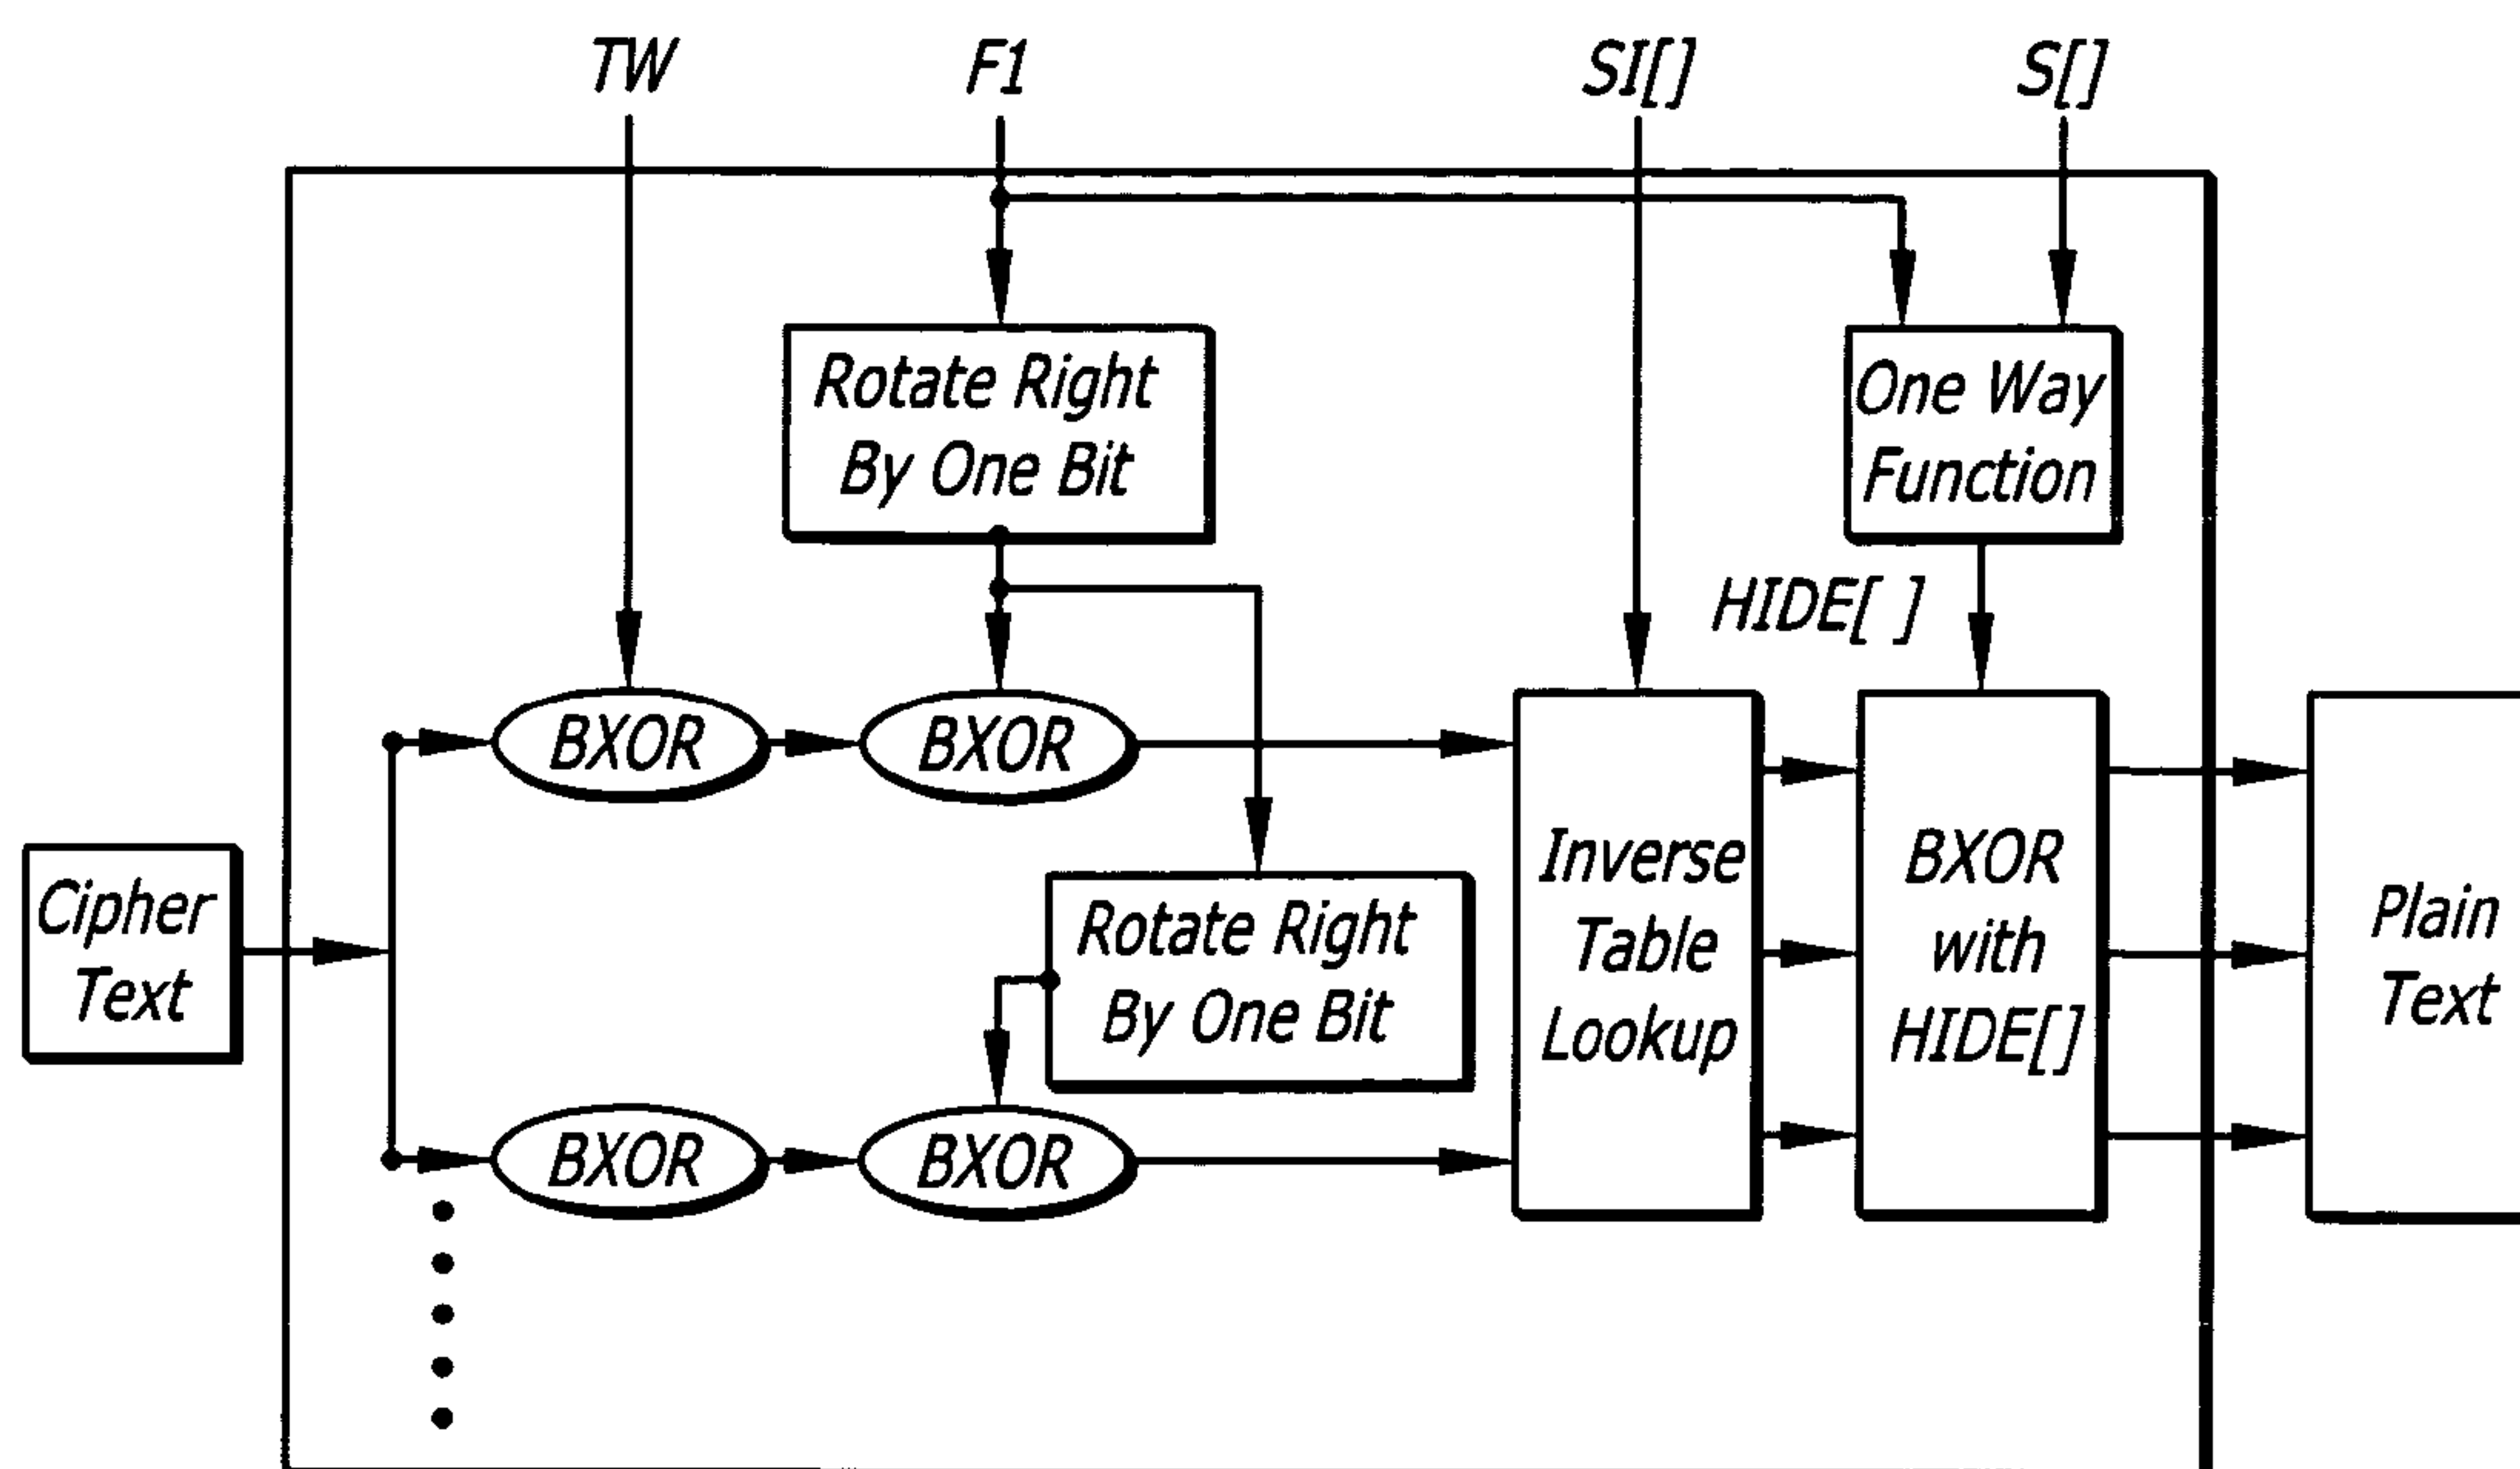 TW
F1
SI[]
S[]
Rotate Right
By One Bit
One Way
Function
HIDE[ ]
BXOR
BXOR
Cipher
Text
Rotate Right
By One Bit
Inverse
Table
Lookup
BXOR
with
HIDE[]
Plain
Text
BXOR
BXOR